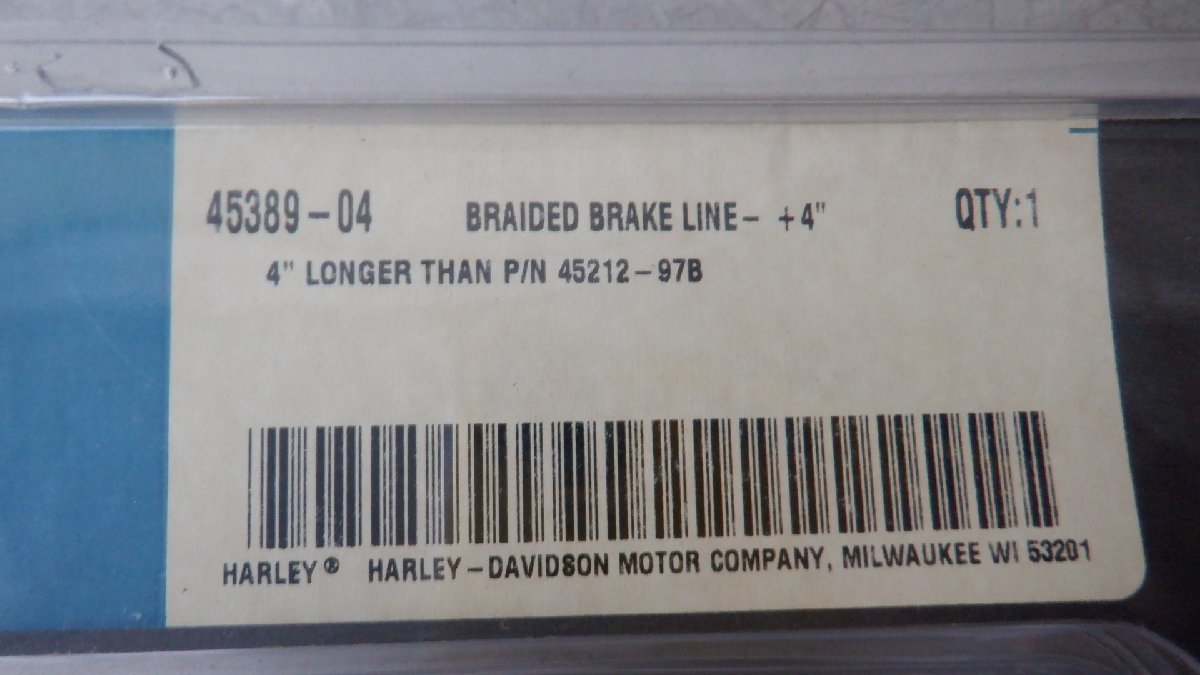 45389-04 BRAIDED BRAKE LINE- +4" QTY:1
4" LONGER THAN P/N 45212-97B
HARLEY® HARLEY-DAVIDSON MOTOR COMPANY, MILWAUKEE WI 53201